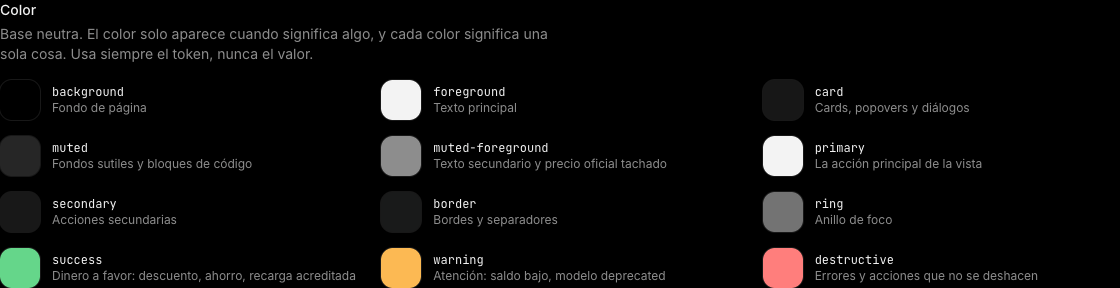 Color
Base neutra. El color solo aparece cuando significa algo, y cada color significa una
sola cosa. Usa siempre el token, nunca el valor.
background
Fondo de página
foreground
Texto principal
card
Cards, popovers y diálogos
muted
Fondos sutiles y bloques de código
muted-foreground
Texto secundario y precio oficial tachado
primary
La acción principal de la vista
secondary
Acciones secundarias
border
Bordes y separadores
ring
Anillo de foco
success
Dinero a favor: descuento, ahorro, recarga acreditada
warning
Atención: saldo bajo, modelo deprecated
destructive
Errores y acciones que no se deshacen